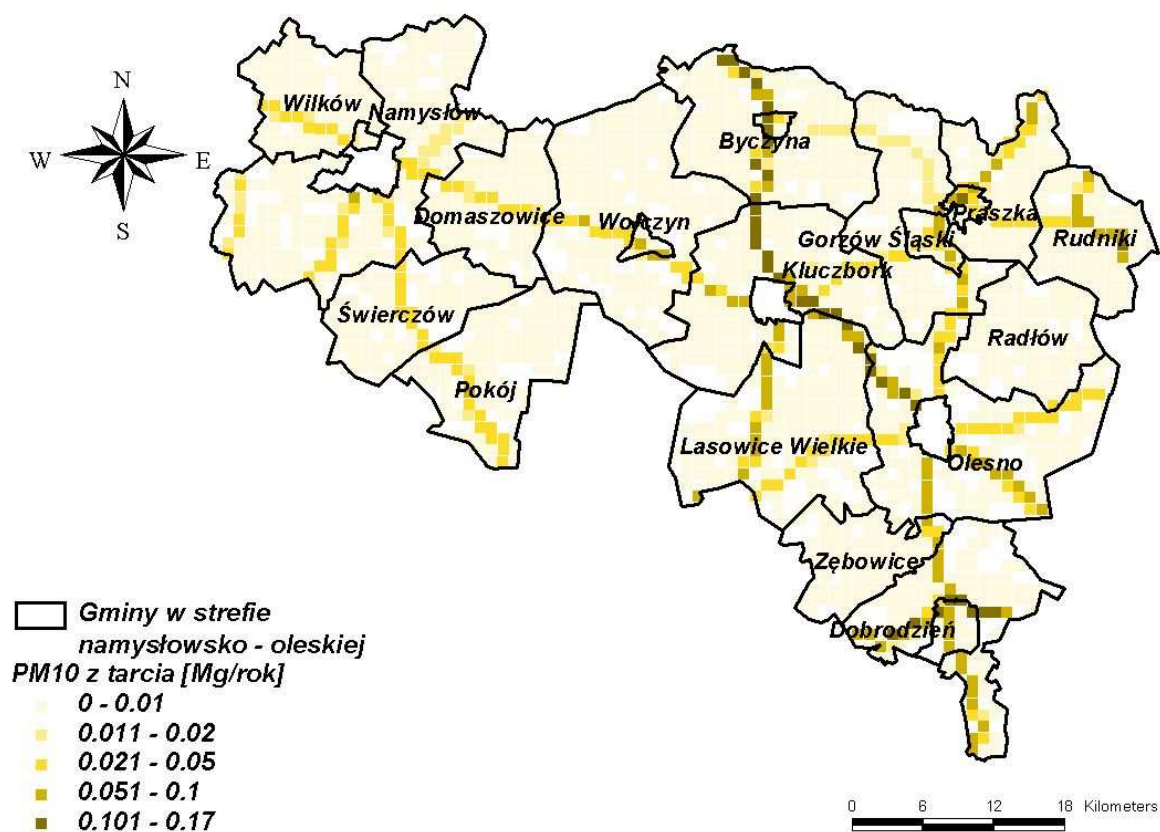 N
W
E
S
Wilków
Namysłów
Byczyna
Domaszowice
Wołczyn
Praszka
Gorzów Śląski
Rudniki
Kluczbork
Świerczów
Radłów
Pokój
Lasowice Wielkie
Olesno
Zębowice
Dobrodzień
Gminy w strefie
namysłowsko - oleskiej
PM10 z tarcia [Mg/rok]
0 - 0.01
0.011 - 0.02
0.021 - 0.05
0.051 - 0.1
0.101 - 0.17
0 6 12 18 Kilometers